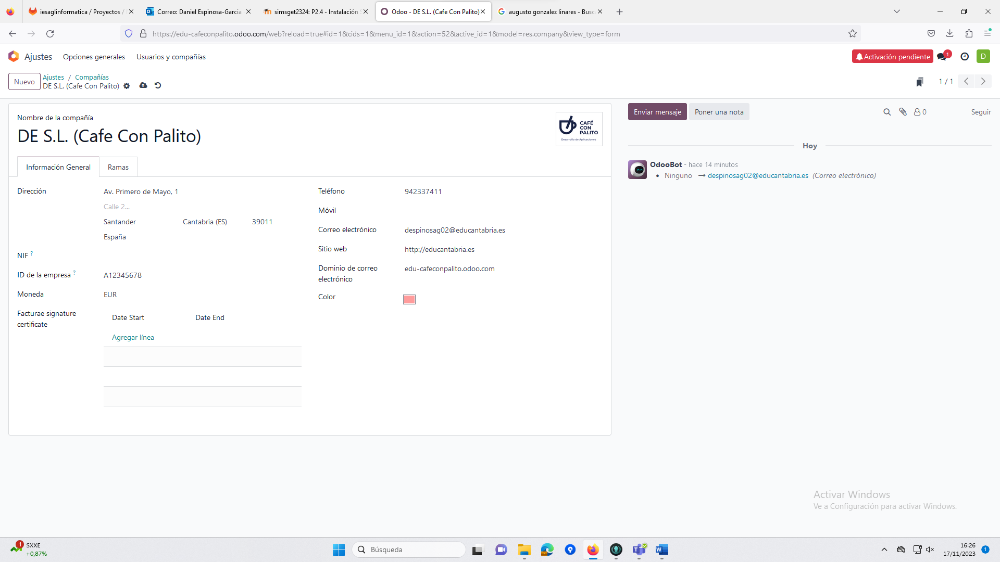 iesaglinformatica / Proyectos /
Correo: Daniel Espinosa-Garcia
simsget2324: P2.4 - Instalación
Odoo - DE S.L. (Cafe Con Palito)
augusto gonzalez linares - Busc
https://edu-cafeconpalito.odoo.com/web?reload=true#id=1&cids=1&menu_id=1&action=52&active_id=1&model=res.company&view_type=form
Ajustes
Opciones generales
Usuarios y compañías
Activación pendiente
1
D
Nuevo
Ajustes / Compañías
DE S.L. (Cafe Con Palito)
1 / 1
Nombre de la compañía
DE S.L. (Cafe Con Palito)
CAFÉ
CON
PALITO
Desarrollo de Aplicaciones
Información General
Ramas
Dirección
Av. Primero de Mayo, 1
Calle 2...
Santander
Cantabria (ES)
39011
España
NIF ?
ID de la empresa ?
A12345678
Moneda
EUR
Facturae signature
certificate
Date Start
Date End
Agregar línea
Teléfono
942337411
Móvil
Correo electrónico
despinosag02@educantabria.es
Sitio web
http://educantabria.es
Dominio de correo
electrónico
edu-cafeconpalito.odoo.com
Color
Enviar mensaje
Poner una nota
0
Seguir
Hoy
OdooBot - hace 14 minutos
Ninguno → despinosag02@educantabria.es (Correo electrónico)
Activar Windows
Ve a Configuración para activar Windows.
1
SXXE
+0,87%
Búsqueda
16:26
17/11/2023
1